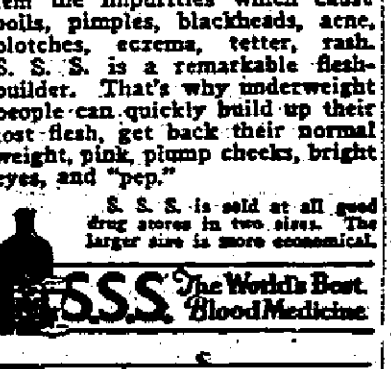 tem the impurities which cause
boils, pimples, blackheads, acne,
blotches, eczema, tetter, rash.
S. S. S. is a remarkable flesh-
builder. That's why underweight
people can quickly build up their
lost flesh, get back their normal
weight, pink, plump cheeks, bright
eyes, and "pep."
S. S. S. is sold at all good
drug stores in two sizes. The
larger size is more economical.
S.S.S. The World's Best
Blood Medicine